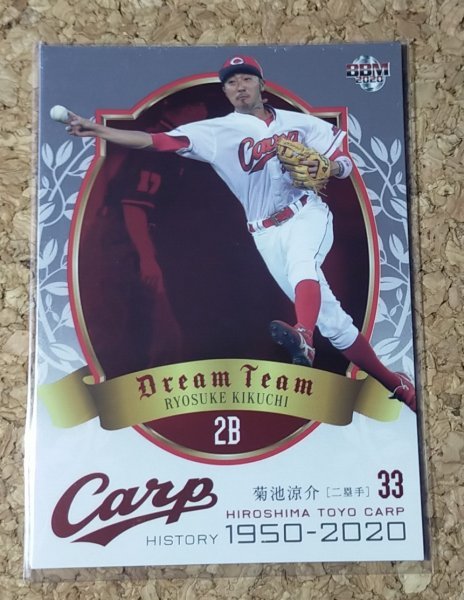 BBM
2020
Carp
17
Dream Team
RYOSUKE KIKUCHI
2B
Carp
菊池涼介 [二塁手] 33
HIROSHIMA TOYO CARP
HISTORY 1950-2020